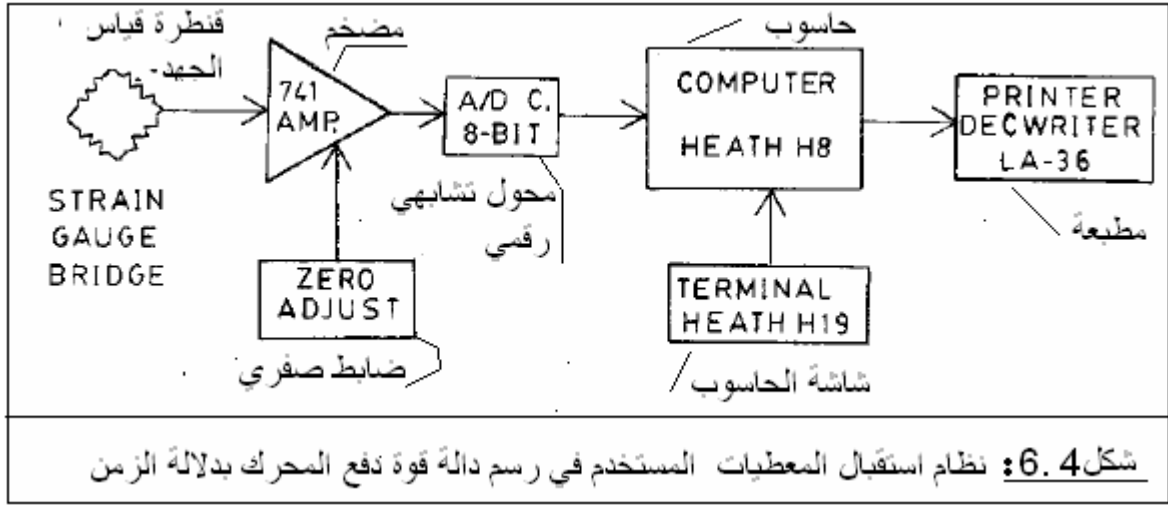 قنطرة قياس
الجهد
مضخم
حاسوب
741
AMP.
A/D C.
8-BIT
COMPUTER
HEATH H8
PRINTER
DECWRITER
LA-36
STRAIN
GAUGE
BRIDGE
محول تشابهي
رقمي
مطبعة
ZERO
ADJUST
TERMINAL
HEATH H19
ضابط صفري
شاشة الحاسوب
شكل6.4: نظام استقبال المعطيات المستخدم في رسم دالة قوة دفع المحرك بدلالة الزمن